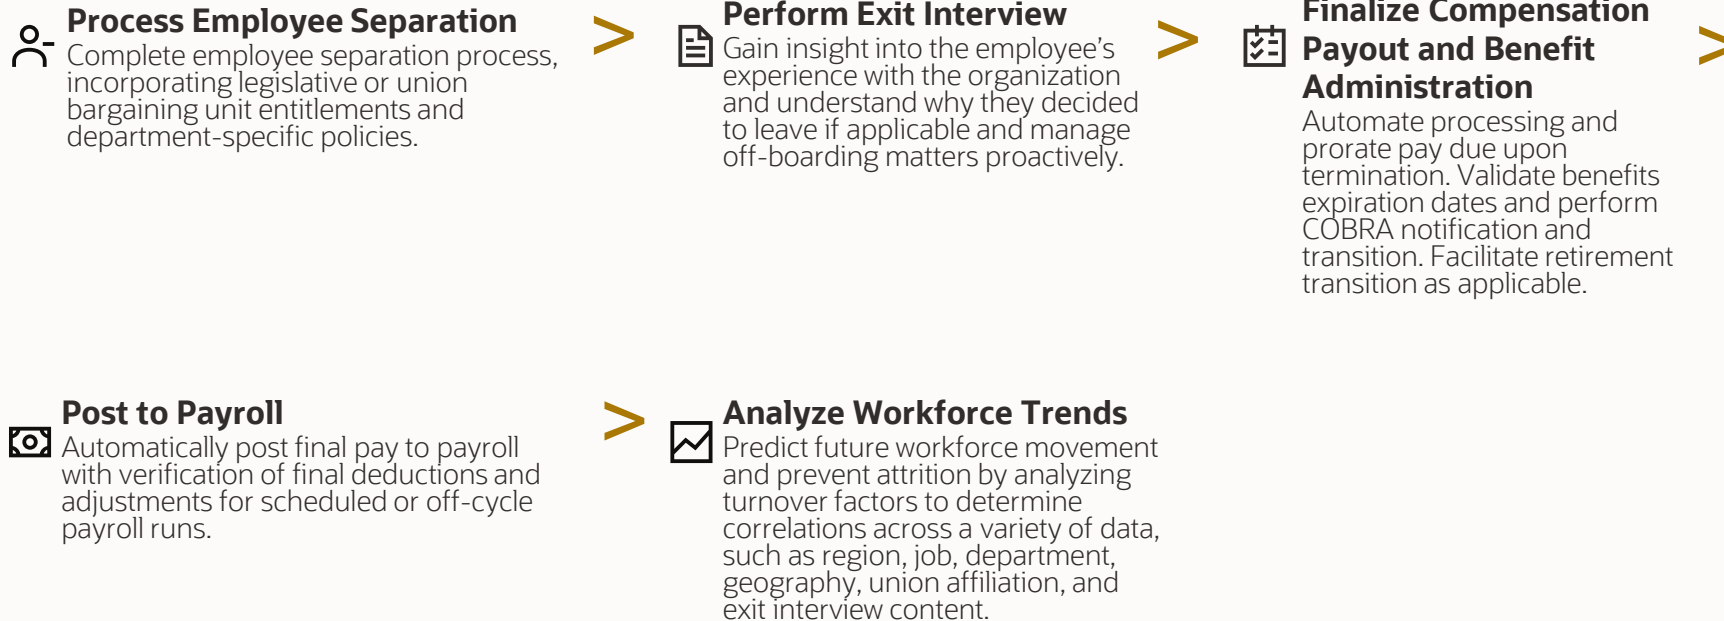 Process Employee Separation
Complete employee separation process,
incorporating legislative or union
bargaining unit entitlements and
department-specific policies.
>
Perform Exit Interview
Gain insight into the employee's
experience with the organization
and understand why they decided
to leave if applicable and manage
off-boarding matters proactively.
>
Finalize Compensation
Payout and Benefit
Administration
Automate processing and
prorate pay due upon
termination. Validate benefits
expiration dates and perform
COBRA notification and
transition. Facilitate retirement
transition as applicable.
>
Post to Payroll
Automatically post final pay to payroll
with verification of final deductions and
adjustments for scheduled or off-cycle
payroll runs.
>
Analyze Workforce Trends
Predict future workforce movement
and prevent attrition by analyzing
turnover factors to determine
correlations across a variety of data,
such as region, job, department,
geography, union affiliation, and
exit interview content.